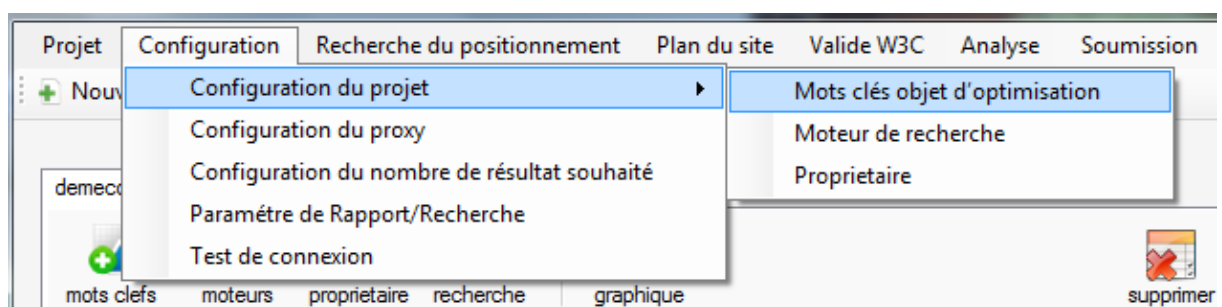 Projet Configuration Recherche du positionnement Plan du site Valide W3C Analyse Soumission
Nouv Configuration du projet Mots clés objet d'optimisation
Configuration du proxy Moteur de recherche
Configuration du nombre de résultat souhaité Proprietaire
demeco
Paramétre de Rapport/Recherche
Test de connexion
mots clefs moteurs proprietaire recherche graphique supprimer